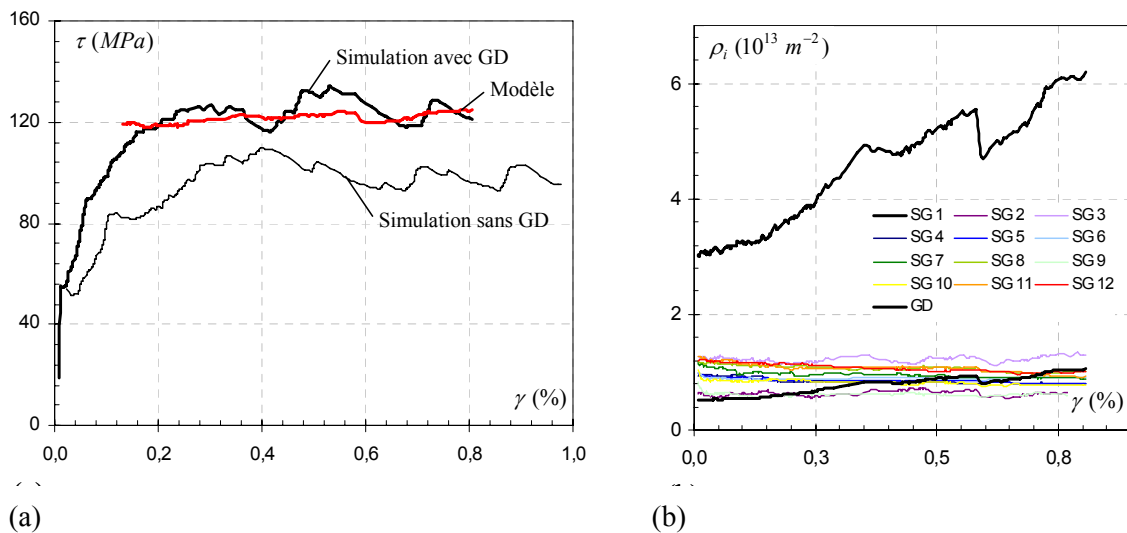 160
120
80
40
0
τ (MPa)
Simulation avec GD
Modèle
Simulation sans GD
γ (%)
0,0 0,2 0,4 0,6 0,8 1,0
(a)
ρi (10^13 m^−2)
6
4
2
0
SG 1 SG 2 SG 3
SG 4 SG 5 SG 6
SG 7 SG 8 SG 9
SG 10 SG 11 SG 12
GD
γ (%)
0,0 0,3 0,5 0,8
(b)